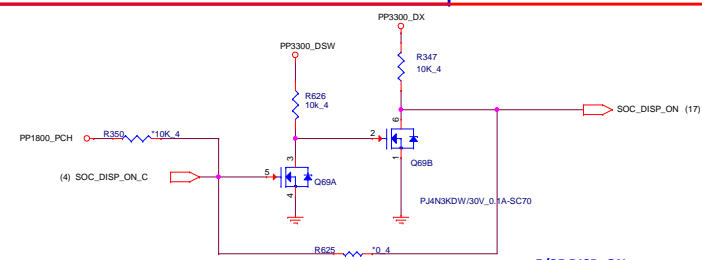 PP3300_DX
PP3300_DSW
R347
10K_4
R626
10k_4
6
SOC_DISP_ON (17)
PP1800_PCH
R350
*10K_4
2
3
1
Q69B
(4) SOC_DISP_ON_C
5
Q69A
4
PJ4N3KDW/30V_0.1A-SC70
R625
*0_4